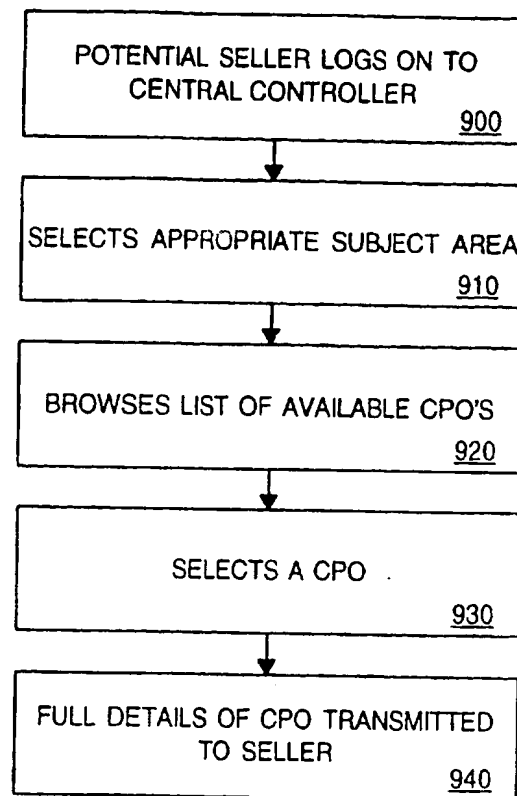 POTENTIAL SELLER LOGS ON TO
CENTRAL CONTROLLER
900
SELECTS APPROPRIATE SUBJECT AREA
910
BROWSES LIST OF AVAILABLE CPO'S
920
SELECTS A CPO
930
FULL DETAILS OF CPO TRANSMITTED
TO SELLER
940